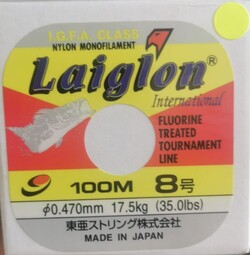 I.G.F.A. CLASS
NYLON MONOFILAMENT
Laiglon®
International
FLUORINE
TREATED
TOURNAMENT
LINE
100M 8号
φ0.470mm 17.5kg (35.0lbs)
東亜ストリング株式会社
MADE IN JAPAN